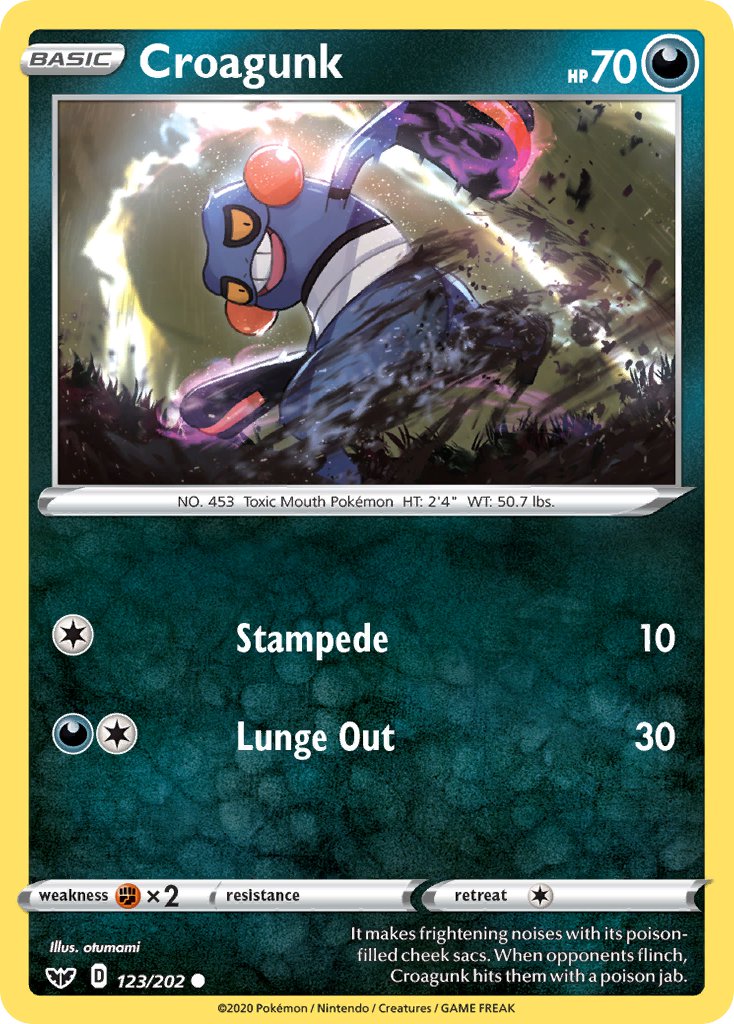 BASIC Croagunk HP 70
NO. 453 Toxic Mouth Pokémon HT: 2'4" WT: 50.7 lbs.
Stampede 10
Lunge Out 30
weakness ×2 resistance retreat
Illus. otumami
It makes frightening noises with its poison-
filled cheek sacs. When opponents flinch,
Croagunk hits them with a poison jab.
D 123/202
©2020 Pokémon / Nintendo / Creatures / GAME FREAK